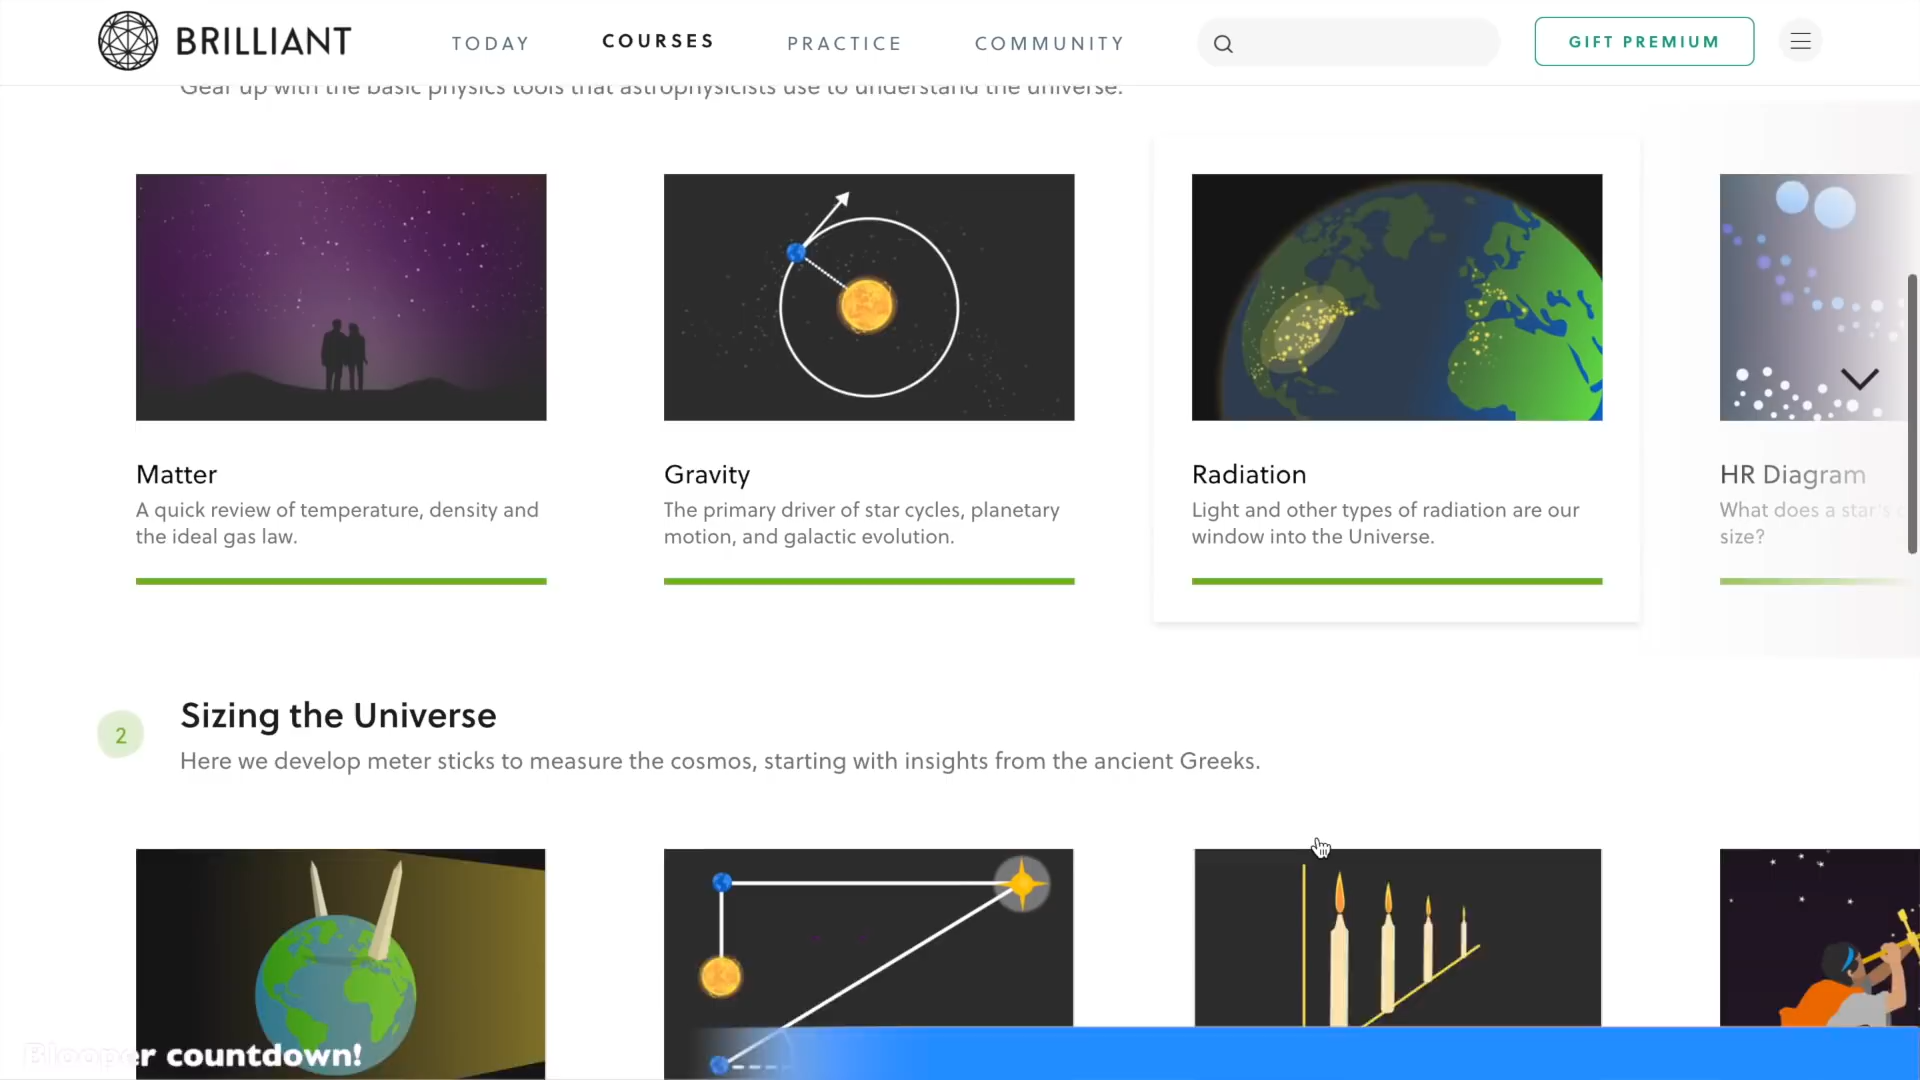 BRILLIANT
TODAY
COURSES
PRACTICE
COMMUNITY
GIFT PREMIUM
Gear up with the basic physics tools that astrophysicists use to understand the universe.
Matter
A quick review of temperature, density and
the ideal gas law.
Gravity
The primary driver of star cycles, planetary
motion, and galactic evolution.
Radiation
Light and other types of radiation are our
window into the Universe.
HR Diagram
What does a star's
size?
2
Sizing the Universe
Here we develop meter sticks to measure the cosmos, starting with insights from the ancient Greeks.
Blooper countdown!